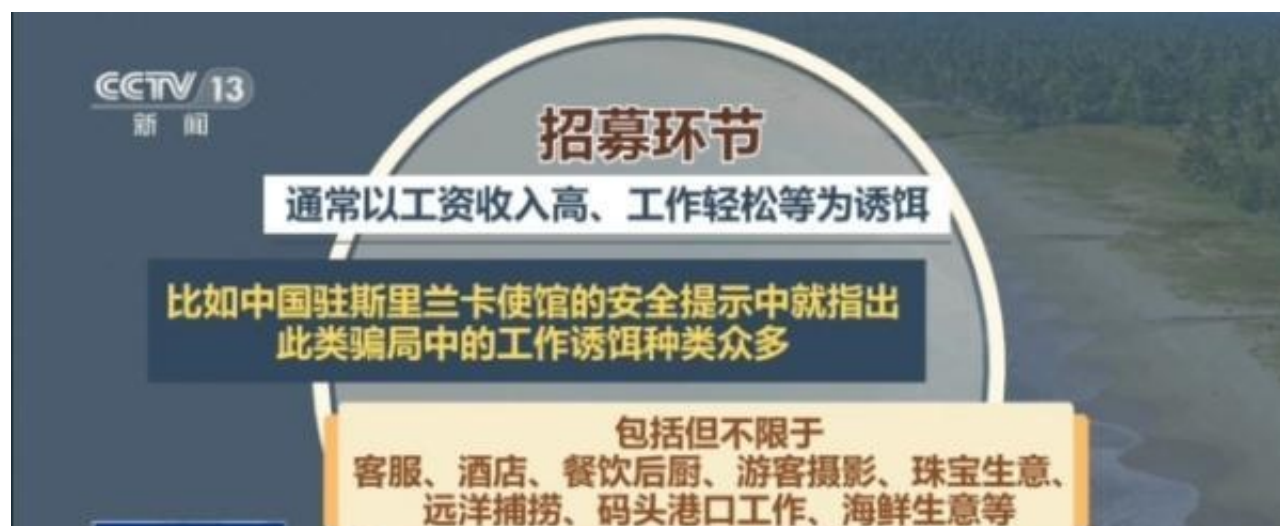 CCTV 13
新闻
招募环节
通常以工资收入高、工作轻松等为诱饵
比如中国驻斯里兰卡使馆的安全提示中就指出
此类骗局中的工作诱饵种类众多
包括但不限于
客服、酒店、餐饮后厨、游客摄影、珠宝生意、
远洋捕捞、码头港口工作、海鲜生意等